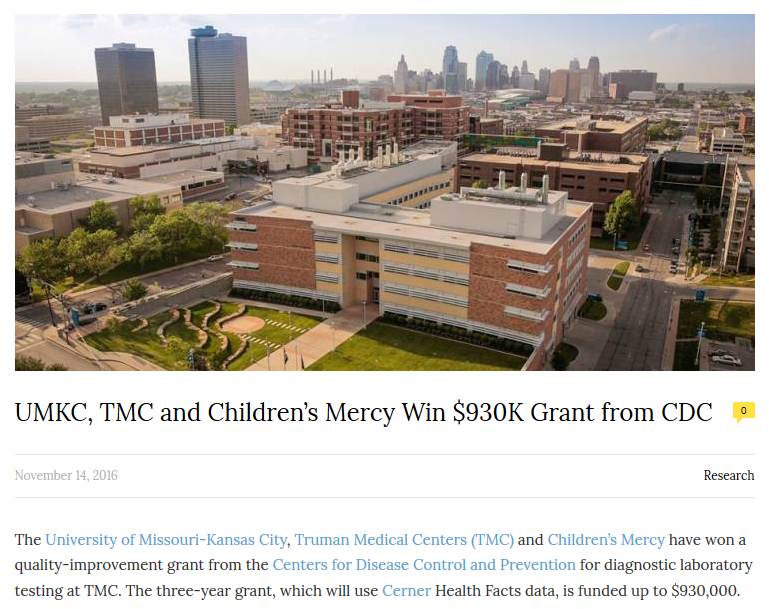 UMKC, TMC and Children’s Mercy Win $930K Grant from CDC
0
November 14, 2016
Research
The University of Missouri-Kansas City, Truman Medical Centers (TMC) and Children’s Mercy have won a
quality-improvement grant from the Centers for Disease Control and Prevention for diagnostic laboratory
testing at TMC. The three-year grant, which will use Cerner Health Facts data, is funded up to $930,000.